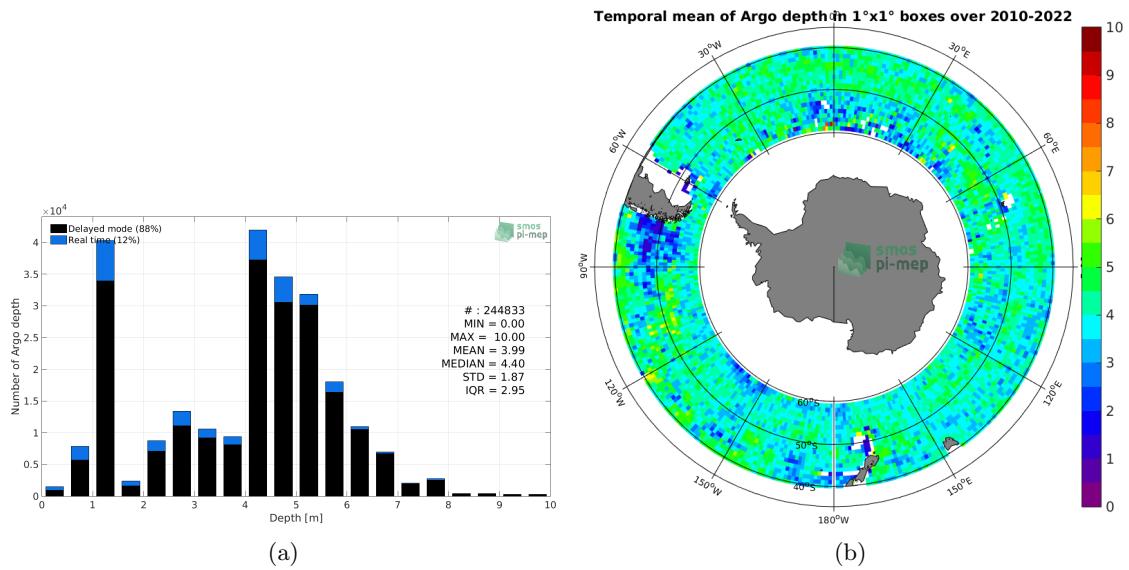 Temporal mean of Argo depth in 1°x1° boxes over 2010-2022
×10⁴
Delayed mode (88%)
Real time (12%)
smos
pi-mep
4
3.5
3
2.5
2
1.5
1
0.5
0
Number of Argo depth
# : 244833
MIN = 0.00
MAX = 10.00
MEAN = 3.99
MEDIAN = 4.40
STD = 1.87
IQR = 2.95
0 1 2 3 4 5 6 7 8 9 10
Depth [m]
(a)
30°W
30°E
60°W
60°E
90°W
120°W
120°E
150°W
150°E
180°W
60°S
50°S
40°S
smos
pi-mep
10
9
8
7
6
5
4
3
2
1
0
(b)